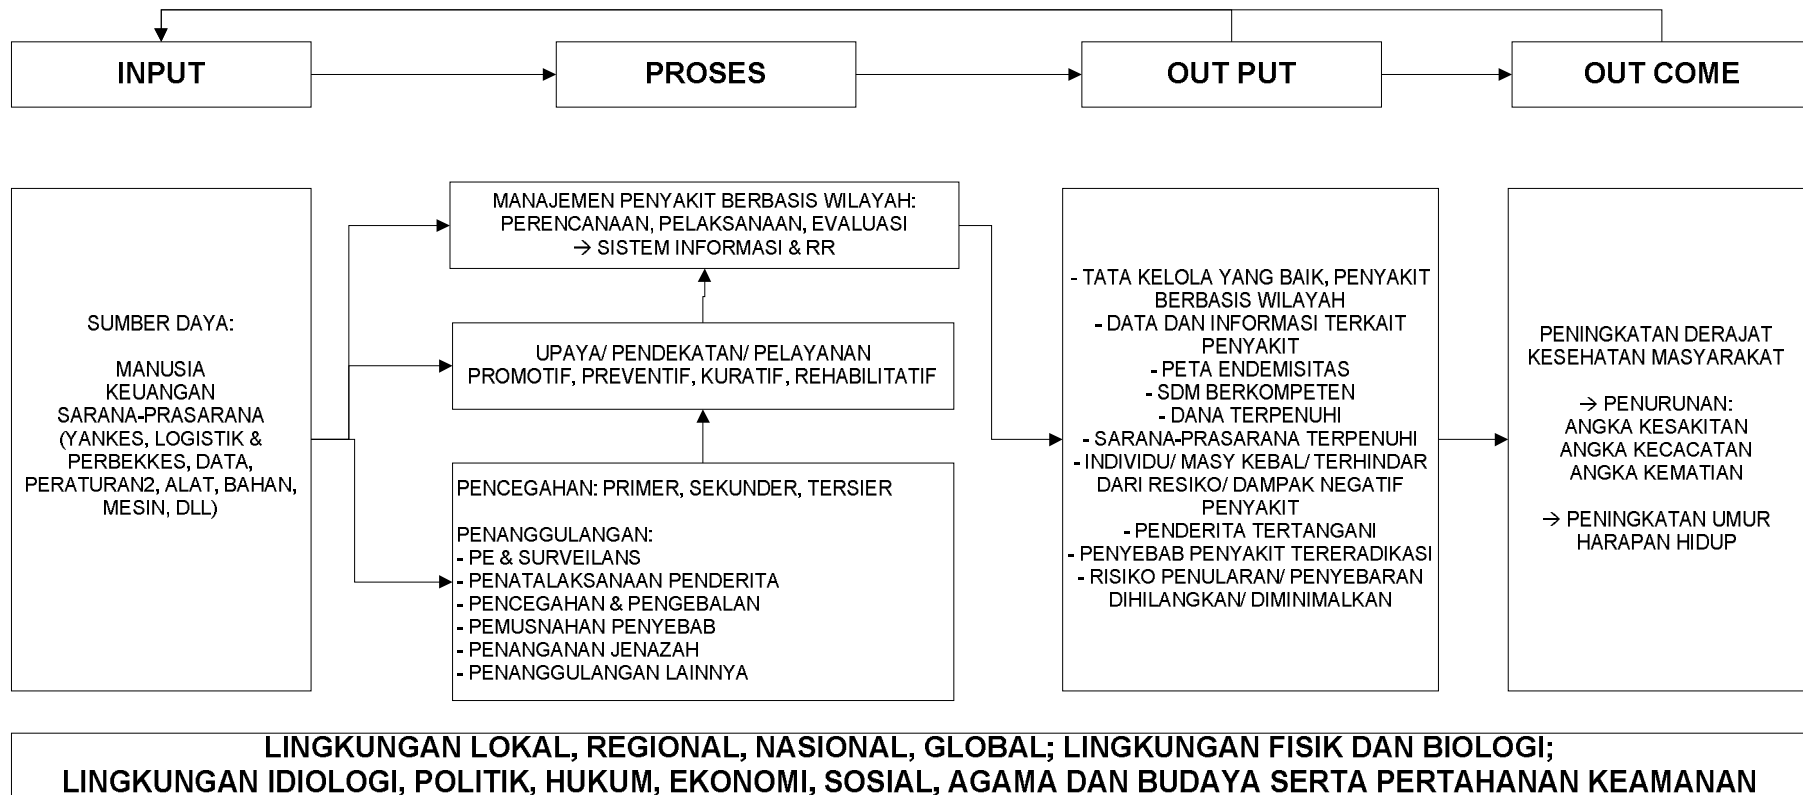 INPUT
PROSES
OUT PUT
OUT COME
SUMBER DAYA:
MANUSIA
KEUANGAN
SARANA-PRASARANA
(YANKES, LOGISTIK &
PERBEKKES, DATA,
PERATURAN2, ALAT, BAHAN,
MESIN, DLL)
MANAJEMEN PENYAKIT BERBASIS WILAYAH:
PERENCANAAN, PELAKSANAAN, EVALUASI
→ SISTEM INFORMASI & RR
UPAYA/ PENDEKATAN/ PELAYANAN
PROMOTIF, PREVENTIF, KURATIF, REHABILITATIF
PENCEGAHAN: PRIMER, SEKUNDER, TERSIER
PENANGGULANGAN:
- PE & SURVEILANS
- PENATALAKSANAAN PENDERITA
- PENCEGAHAN & PENGEBALAN
- PEMUSNAHAN PENYEBAB
- PENANGANAN JENAZAH
- PENANGGULANGAN LAINNYA
- TATA KELOLA YANG BAIK, PENYAKIT
BERBASIS WILAYAH
- DATA DAN INFORMASI TERKAIT
PENYAKIT
- PETA ENDEMISITAS
- SDM BERKOMPETEN
- DANA TERPENUHI
- SARANA-PRASARANA TERPENUHI
- INDIVIDU/ MASY KEBAL/ TERHINDAR
DARI RESIKO/ DAMPAK NEGATIF
PENYAKIT
- PENDERITA TERTANGANI
- PENYEBAB PENYAKIT TERERADIKASI
- RISIKO PENULARAN/ PENYEBARAN
DIHILANGKAN/ DIMINIMALKAN
PENINGKATAN DERAJAT
KESEHATAN MASYARAKAT
→ PENURUNAN:
ANGKA KESAKITAN
ANGKA KECACATAN
ANGKA KEMATIAN
→ PENINGKATAN UMUR
HARAPAN HIDUP
LINGKUNGAN LOKAL, REGIONAL, NASIONAL, GLOBAL; LINGKUNGAN FISIK DAN BIOLOGI;
LINGKUNGAN IDIOLOGI, POLITIK, HUKUM, EKONOMI, SOSIAL, AGAMA DAN BUDAYA SERTA PERTAHANAN KEAMANAN